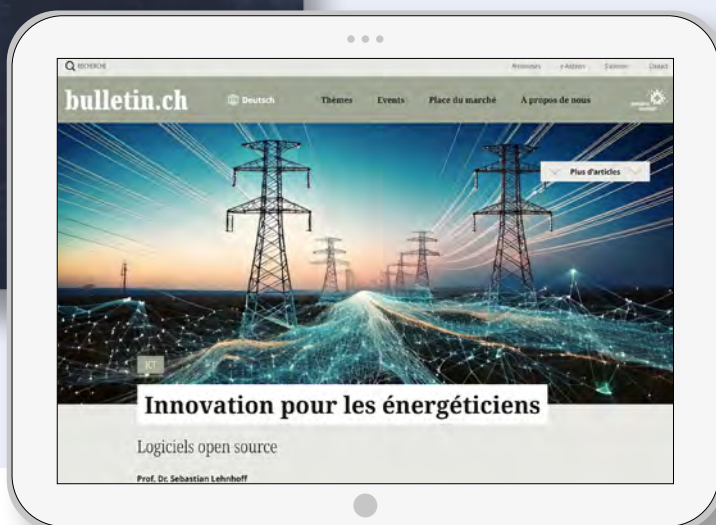 RECHERCHE
Annonceurs e-Edition S'abonner Contact
bulletin.ch
Deutsch
Thèmes Events Place du marché À propos de nous
Plus d'articles
ICT
Innovation pour les énergéticiens
Logiciels open source
Prof. Dr. Sebastian Lehnhoff